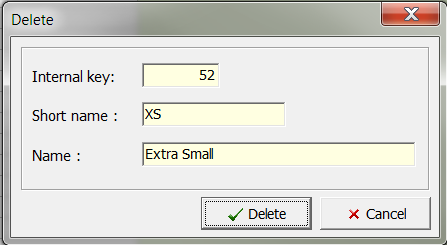 Delete
Internal key: 52
Short name : XS
Name : Extra Small
Delete Cancel